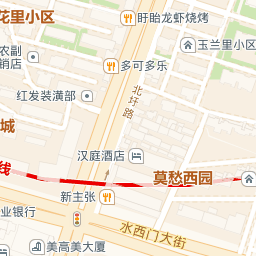 花里小区
盱眙龙虾烧烤
玉兰里小区
农副
销店
多可多乐
北圩路
红发装潢部
城
汉庭酒店
线
莫愁西园
新主张
业银行
水西门大街
美高美大厦